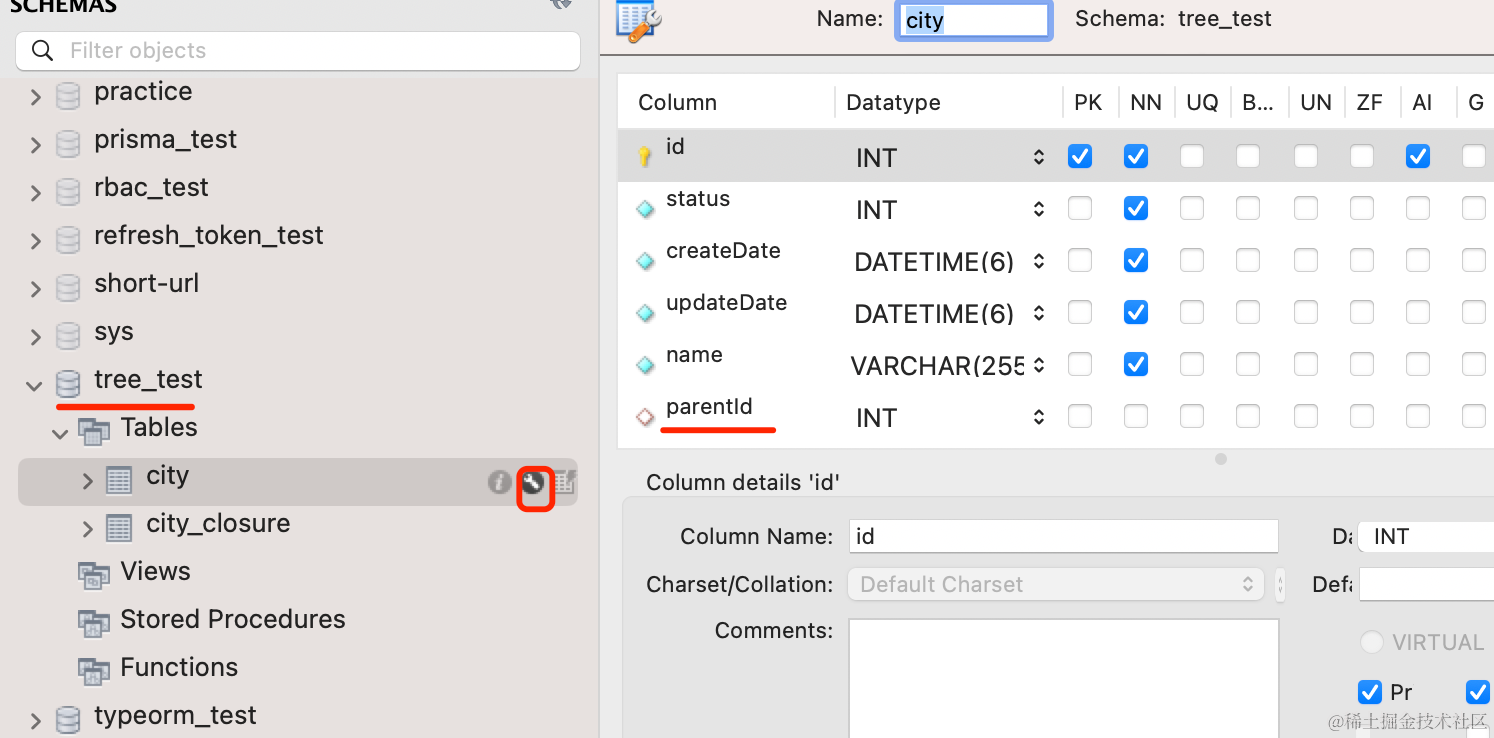 SCHEMAS
Filter objects
practice
prisma_test
rbac_test
refresh_token_test
short-url
sys
tree_test
Tables
city
city_closure
Views
Stored Procedures
Functions
typeorm_test
Name: city Schema: tree_test
Column Datatype PK NN UQ B... UN ZF AI G
id INT
status INT
createDate DATETIME(6)
updateDate DATETIME(6)
name VARCHAR(255
parentId INT
Column details 'id'
Column Name: id Da INT
Charset/Collation: Default Charset Defa
Comments:
VIRTUAL
Pr
@稀土掘金技术社区